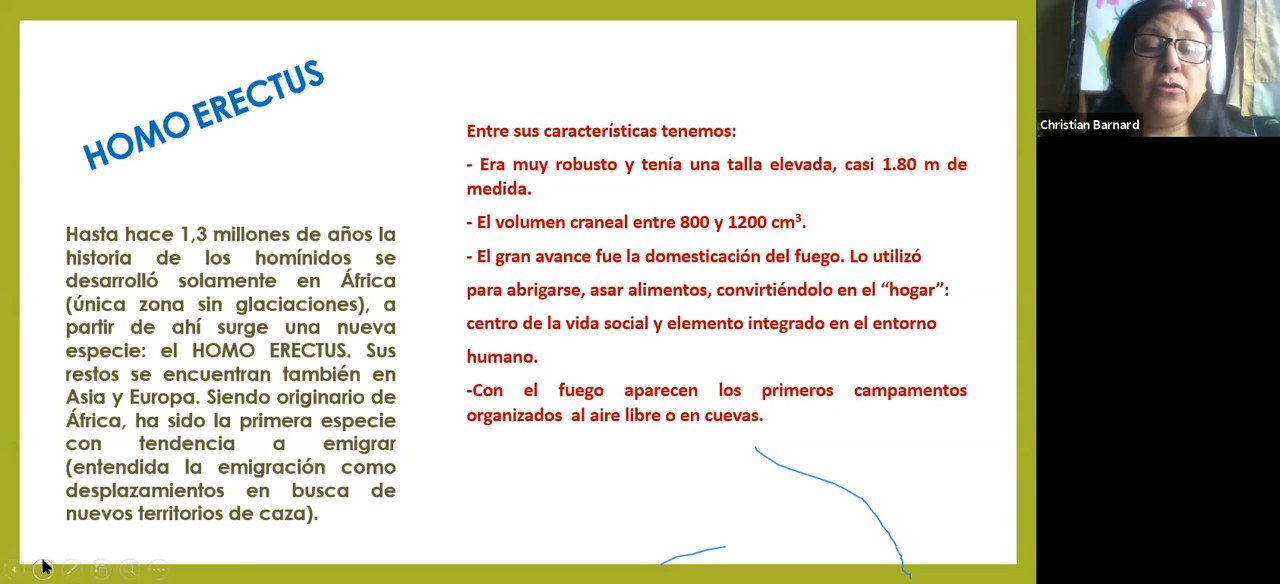 HOMO ERECTUS
Hasta hace 1,3 millones de años la
historia de los homínidos se
desarrolló solamente en África
(única zona sin glaciaciones), a
partir de ahí surge una nueva
especie: el HOMO ERECTUS. Sus
restos se encuentran también en
Asia y Europa. Siendo originario de
África, ha sido la primera especie
con tendencia a emigrar
(entendida la emigración como
desplazamientos en busca de
nuevos territorios de caza).
Entre sus características tenemos:
- Era muy robusto y tenía una talla elevada, casi 1.80 m de
medida.
- El volumen craneal entre 800 y 1200 cm³.
- El gran avance fue la domesticación del fuego. Lo utilizó
para abrigarse, asar alimentos, convirtiéndolo en el “hogar”:
centro de la vida social y elemento integrado en el entorno
humano.
-Con el fuego aparecen los primeros campamentos
organizados al aire libre o en cuevas.
Christian Barnard